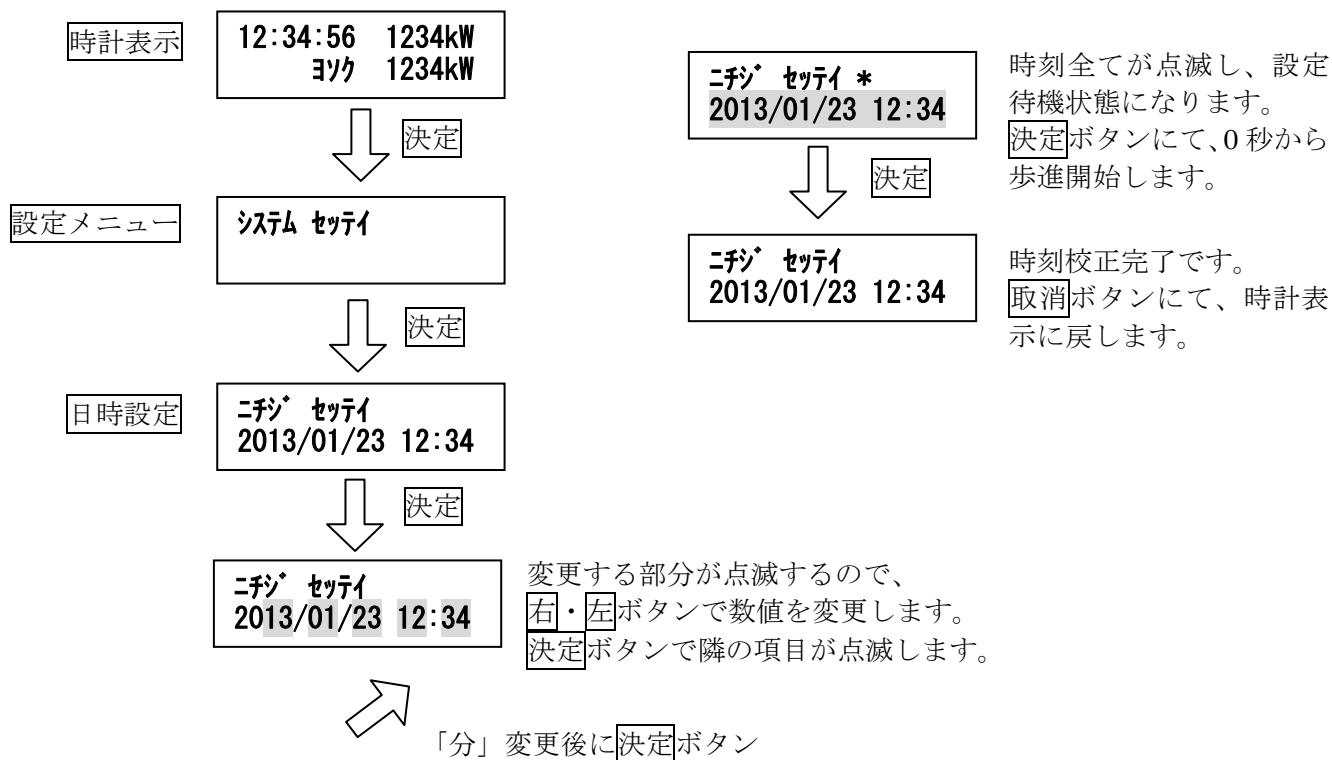 時計表示
12:34:56 1234kW
ﾖｿｸ 1234kW
決定
設定メニュー
ｼｽﾃﾑ ｾｯﾃｲ
決定
日時設定
ﾆﾁｼﾞ ｾｯﾃｲ
2013/01/23 12:34
決定
ﾆﾁｼﾞ ｾｯﾃｲ
2013/01/23 12:34
変更する部分が点滅するので、
右・左ボタンで数値を変更します。
決定ボタンで隣の項目が点滅します。
「分」変更後に決定ボタン
ﾆﾁｼﾞ ｾｯﾃｲ *
2013/01/23 12:34
時刻全てが点滅し、設定
待機状態になります。
決定ボタンにて、0 秒から
歩進開始します。
決定
ﾆﾁｼﾞ ｾｯﾃｲ
2013/01/23 12:34
時刻校正完了です。
取消ボタンにて、時計表
示に戻します。